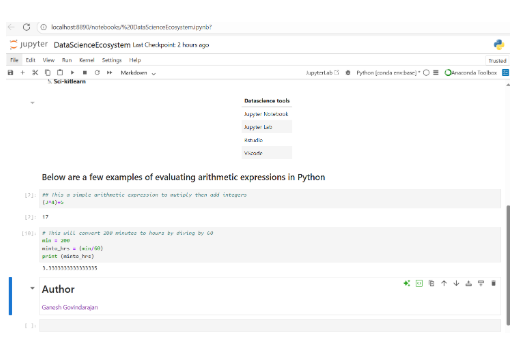 localhost:8890/notebooks/%20DataScienceEcosystem.ipynb#
jupyter DataScienceEcosystem Last Checkpoint: 2 hours ago
File Edit View Run Kernel Settings Help Trusted
Markdown JupyterLab Python [conda env:base] * Anaconda Toolbox
5. Sci-kitlearn
Datascience tools
Jupyter Notebook
Jupyter Lab
Rstudio
Vscode
Below are a few examples of evaluating arithmetic expressions in Python
## This a simple arithmetic expression to mutiply then add integers
(3*4)+5
17
# This will convert 200 minutes to hours by diving by 60
min = 200
minto_hrs = (min/60)
print (minto_hrs)
3.3333333333333335
Author
Ganesh Govindarajan
[ ]: